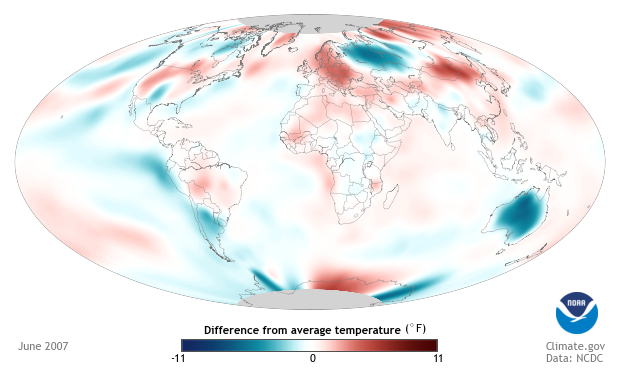 NOAA
Difference from average temperature (°F)
June 2007
-11 0 11
Climate.gov
Data: NCDC